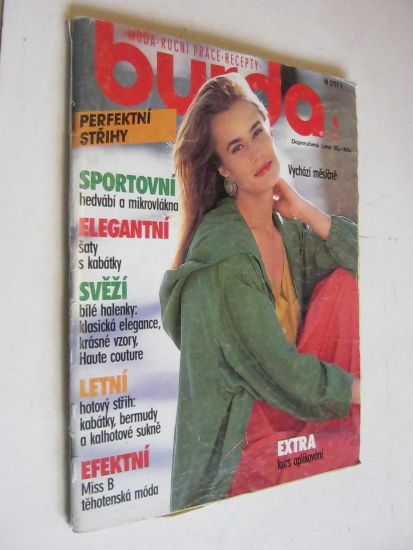 ·MÓDA·RUČNÍ PRÁCE·RECEPTY·
burda
PERFEKTNÍ
STŘIHY
Doporučená cena
Vychází měsíčně
SPORTOVNÍ
hedvábí a mikrovlákna
ELEGANTNÍ
šaty
s kabátky
SVĚŽÍ
bílé halenky:
klasická elegance,
krásné vzory,
Haute couture
LETNÍ
hotový střih:
kabátky, bermudy
a kalhotové sukně
EFEKTNÍ
Miss B
těhotenská móda
EXTRA
kurs aplikování